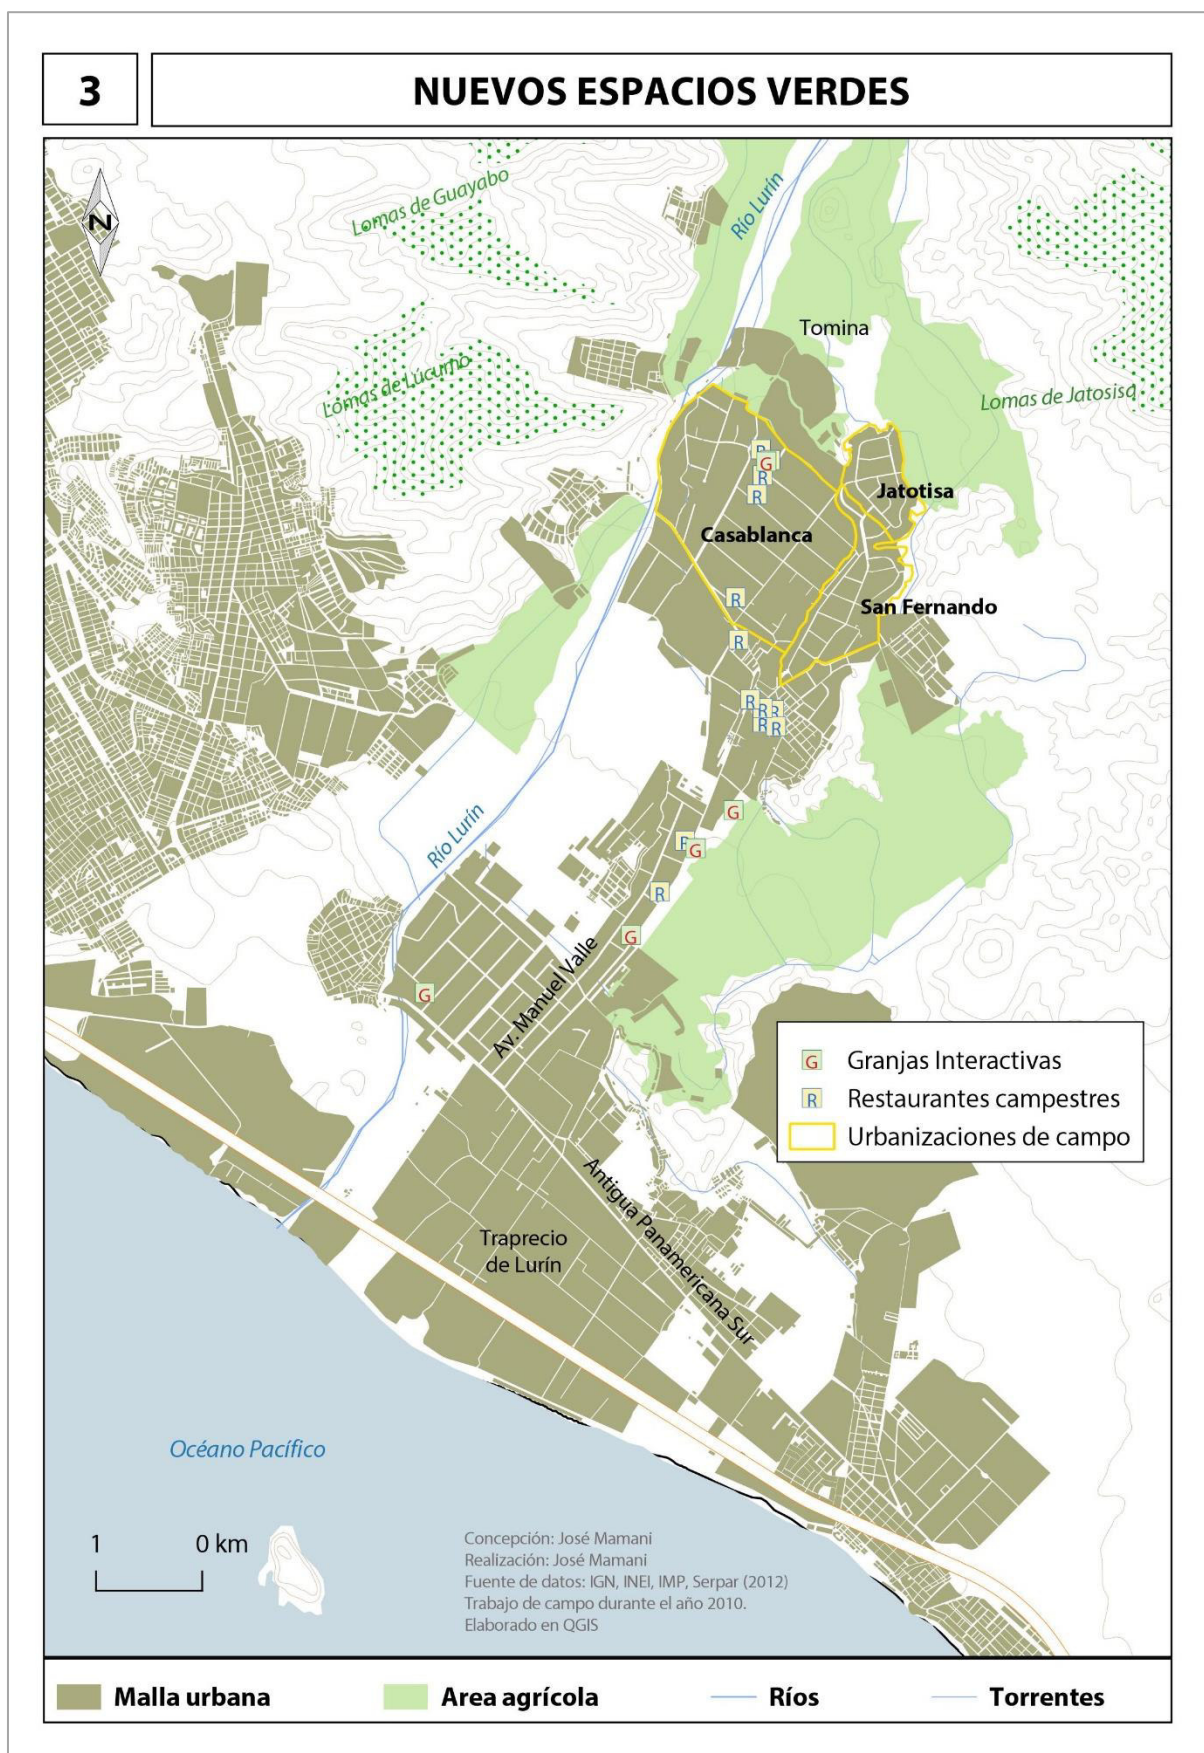 3
NUEVOS ESPACIOS VERDES
Lomas de Guayabo
Río Lurín
N
Tomina
Lomas de Lúcumo
Lomas de Jatosisa
R
G
R
R
Jatotisa
Casablanca
R
San Fernando
R
R
R
R
R
R
G
Río Lurín
R
G
R
G
Av. Manuel Valle
G
G Granjas Interactivas
R Restaurantes campestres
Urbanizaciones de campo
Antigua Panamericana Sur
Traprecio
de Lurín
Océano Pacífico
1 0 km
Concepción: José Mamani
Realización: José Mamani
Fuente de datos: IGN, INEI, IMP, Serpar (2012)
Trabajo de campo durante el año 2010.
Elaborado en QGIS
Malla urbana Area agrícola Ríos Torrentes